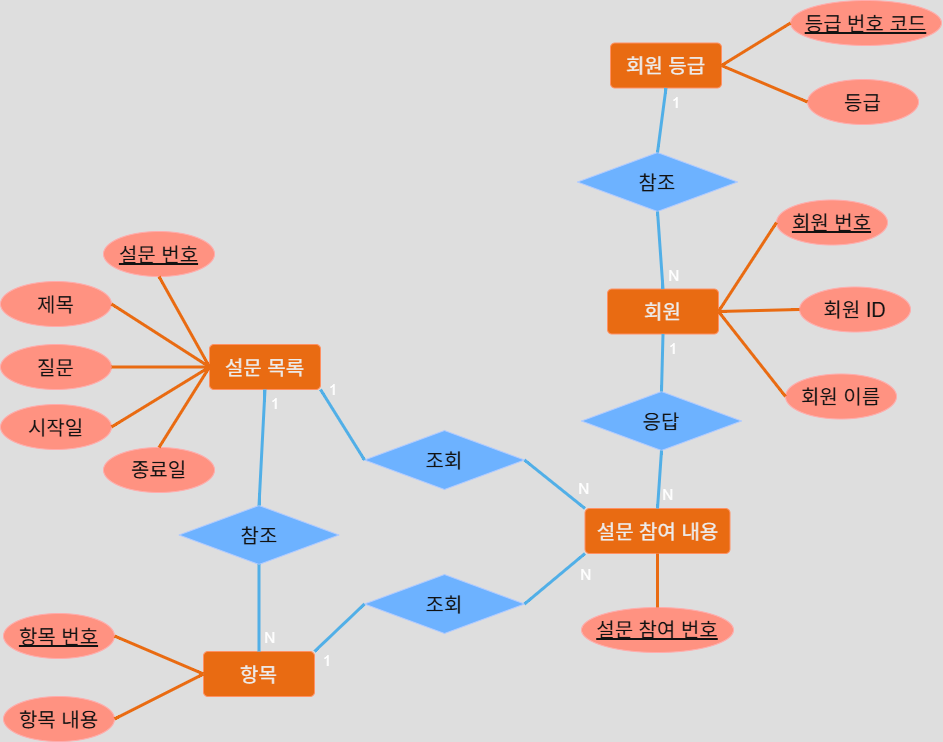 등급 번호 코드
회원 등급
등급
1
참조
회원 번호
N
회원
회원 ID
1
회원 이름
응답
N
설문 번호
제목
질문
설문 목록
시작일
종료일
1
1
조회
N
설문 참여 내용
참조
N
조회
설문 참여 번호
항목 번호
N
1
항목
항목 내용